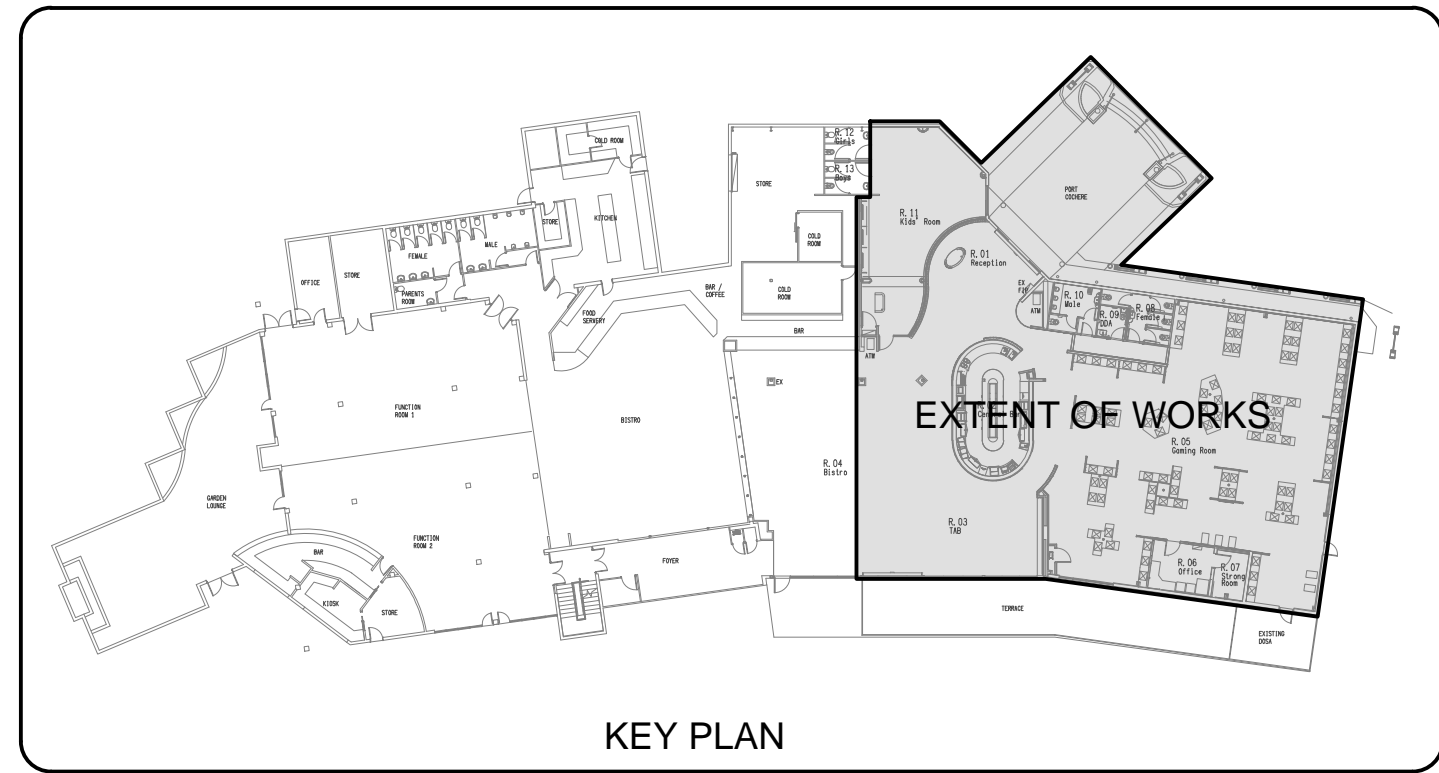 COLD ROOM
R.12
Girls
R.13
Boys
STORE
PORT
COCHERE
R.11
Kids' Room
STORE
KITCHEN
COLD
ROOM
FEMALE
MALE
R.01
Reception
OFFICE
STORE
PARENTS
ROOM
BAR /
COFFEE
COLD
ROOM
EX
FIP
R.10
Male
R.09
DDA
R.08
Female
FOOD
SERVERY
ATM
BAR
ATM
EX
FUNCTION
ROOM 1
BISTRO
EXTENT OF WORKS
R.05
Gaming Room
R.04
Bistro
GARDEN
LOUNGE
FUNCTION
ROOM 2
R.03
TAB
BAR
FOYER
R.06
Office
R.07
Strong
Room
KIOSK
STORE
TERRACE
EXISTING
DOSA
KEY PLAN